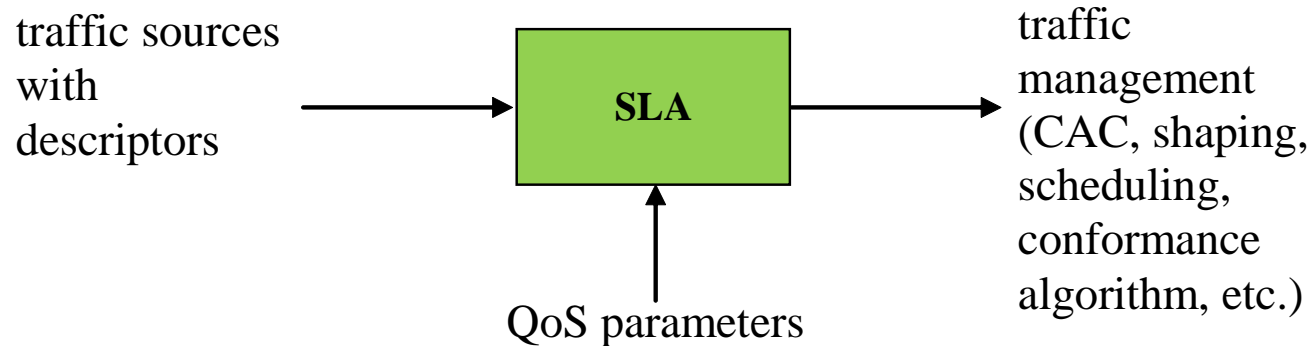 traffic sources
with
descriptors
SLA
QoS parameters
traffic
management
(CAC, shaping,
scheduling,
conformance
algorithm, etc.)